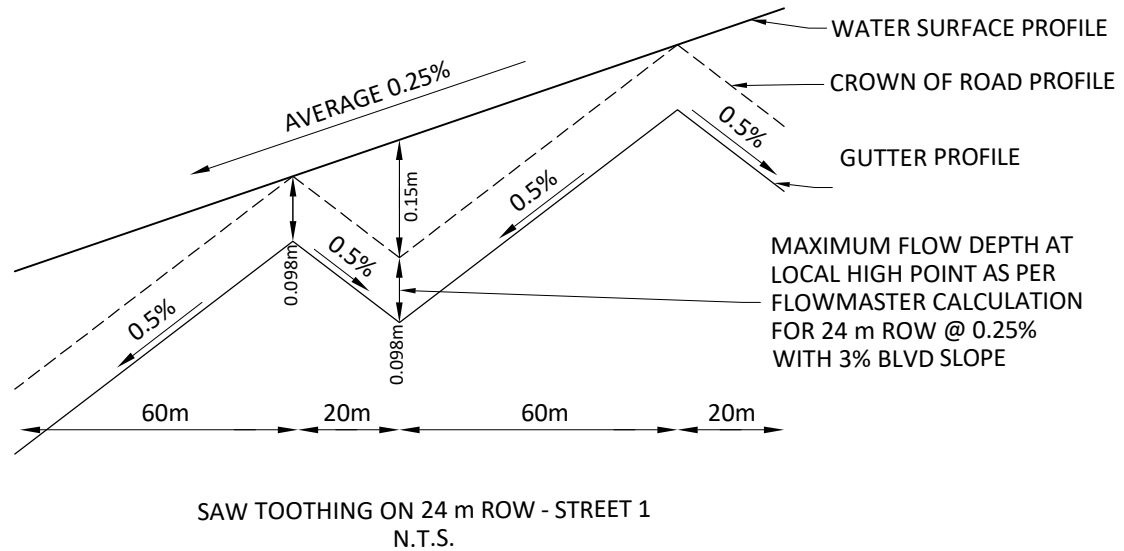 WATER SURFACE PROFILE
AVERAGE 0.25%
CROWN OF ROAD PROFILE
0.5%
GUTTER PROFILE
0.15m
0.5%
0.098m
0.5%
0.5%
0.098m
MAXIMUM FLOW DEPTH AT
LOCAL HIGH POINT AS PER
FLOWMASTER CALCULATION
FOR 24 m ROW @ 0.25%
WITH 3% BLVD SLOPE
60m
20m
60m
20m
SAW TOOTHING ON 24 m ROW - STREET 1
N.T.S.